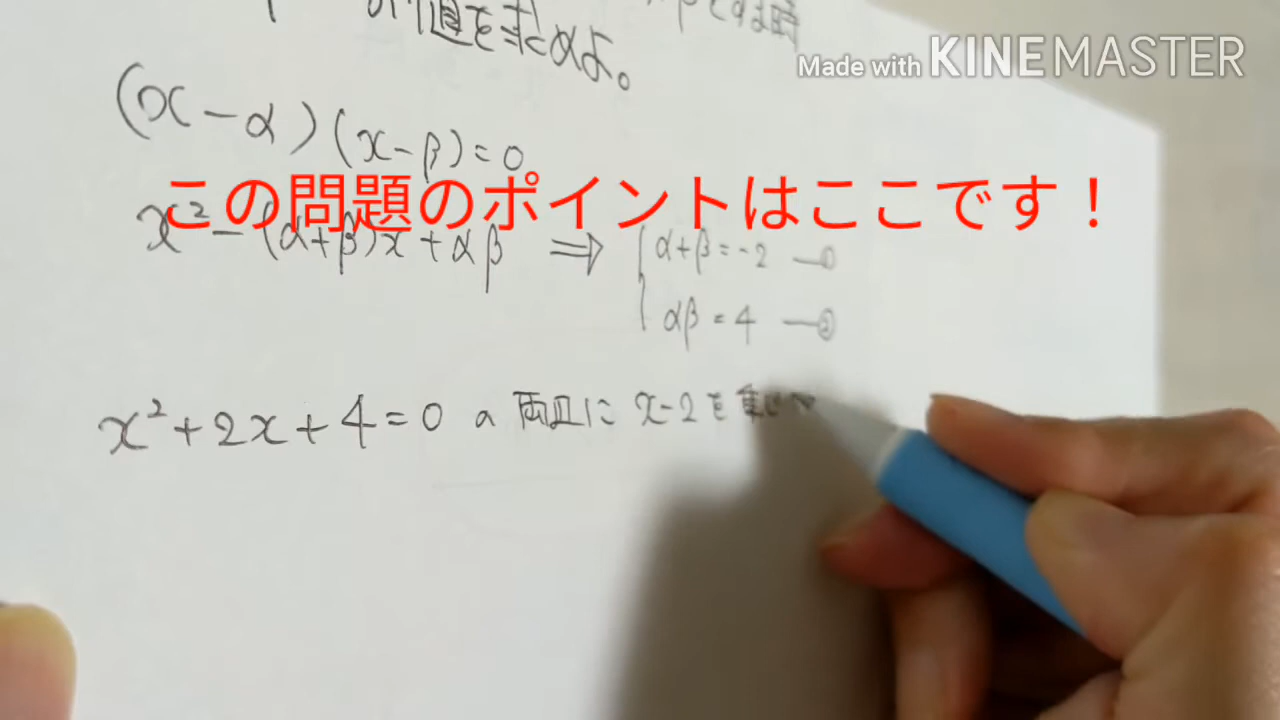 の値を求めよ。
Made with KINEMASTER
(x-α)(x-β)=0
この問題のポイントはここです！
x²-(α+β)x+αβ ⇒ { α+β=-2 —①
αβ=4 —②
x²+2x+4=0 の 両辺に x-2 を